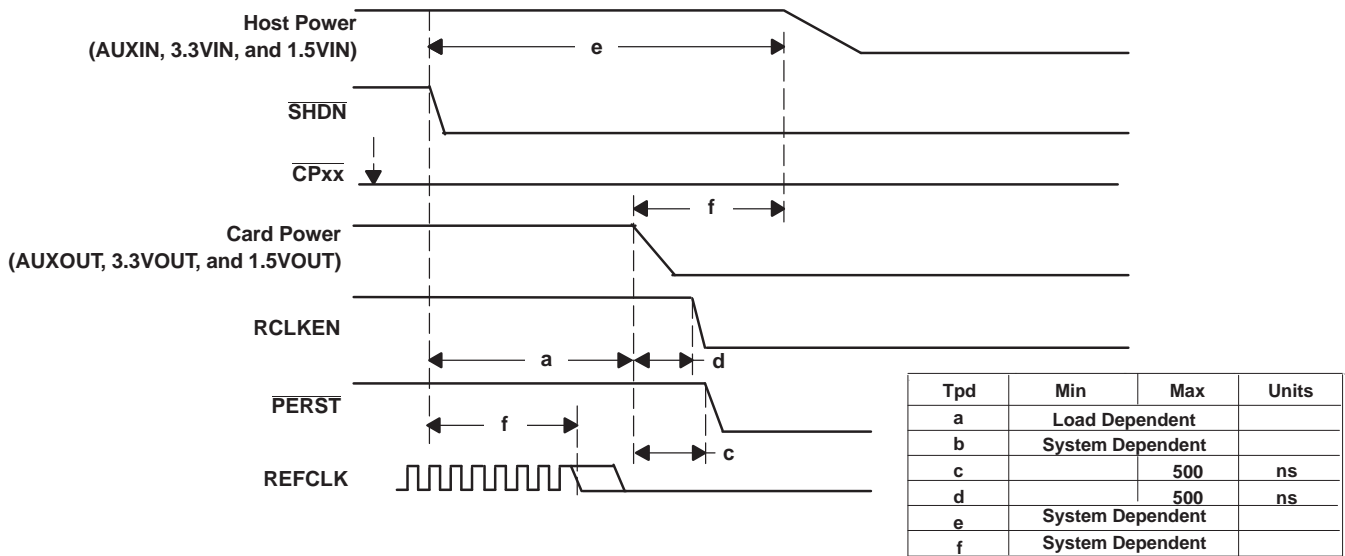 Host Power
(AUXIN, 3.3VIN, and 1.5VIN)
e
SHDN
CPxx
f
Card Power
(AUXOUT, 3.3VOUT, and 1.5VOUT)
RCLKEN
a
d
PERST
f
c
REFCLK
Tpd Min Max Units
a Load Dependent
b System Dependent
c 500 ns
d 500 ns
e System Dependent
f System Dependent